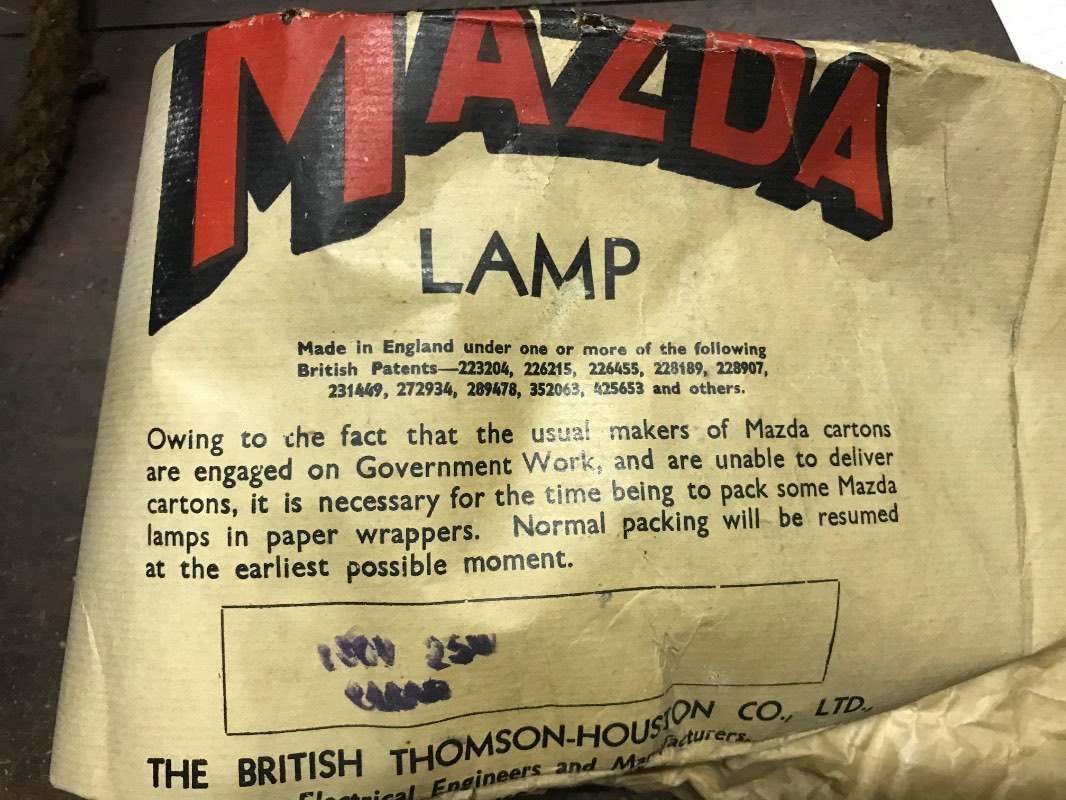 MAZDA
LAMP
Made in England under one or more of the following
British Patents—223204, 226215, 226455, 228189, 228907,
231449, 272934, 289478, 352063, 425653 and others.
Owing to the fact that the usual makers of Mazda cartons
are engaged on Government Work, and are unable to deliver
cartons, it is necessary for the time being to pack some Mazda
lamps in paper wrappers. Normal packing will be resumed
at the earliest possible moment.
25W
THE BRITISH THOMSON-HOUSTON CO., LTD.,
Electrical Engineers and